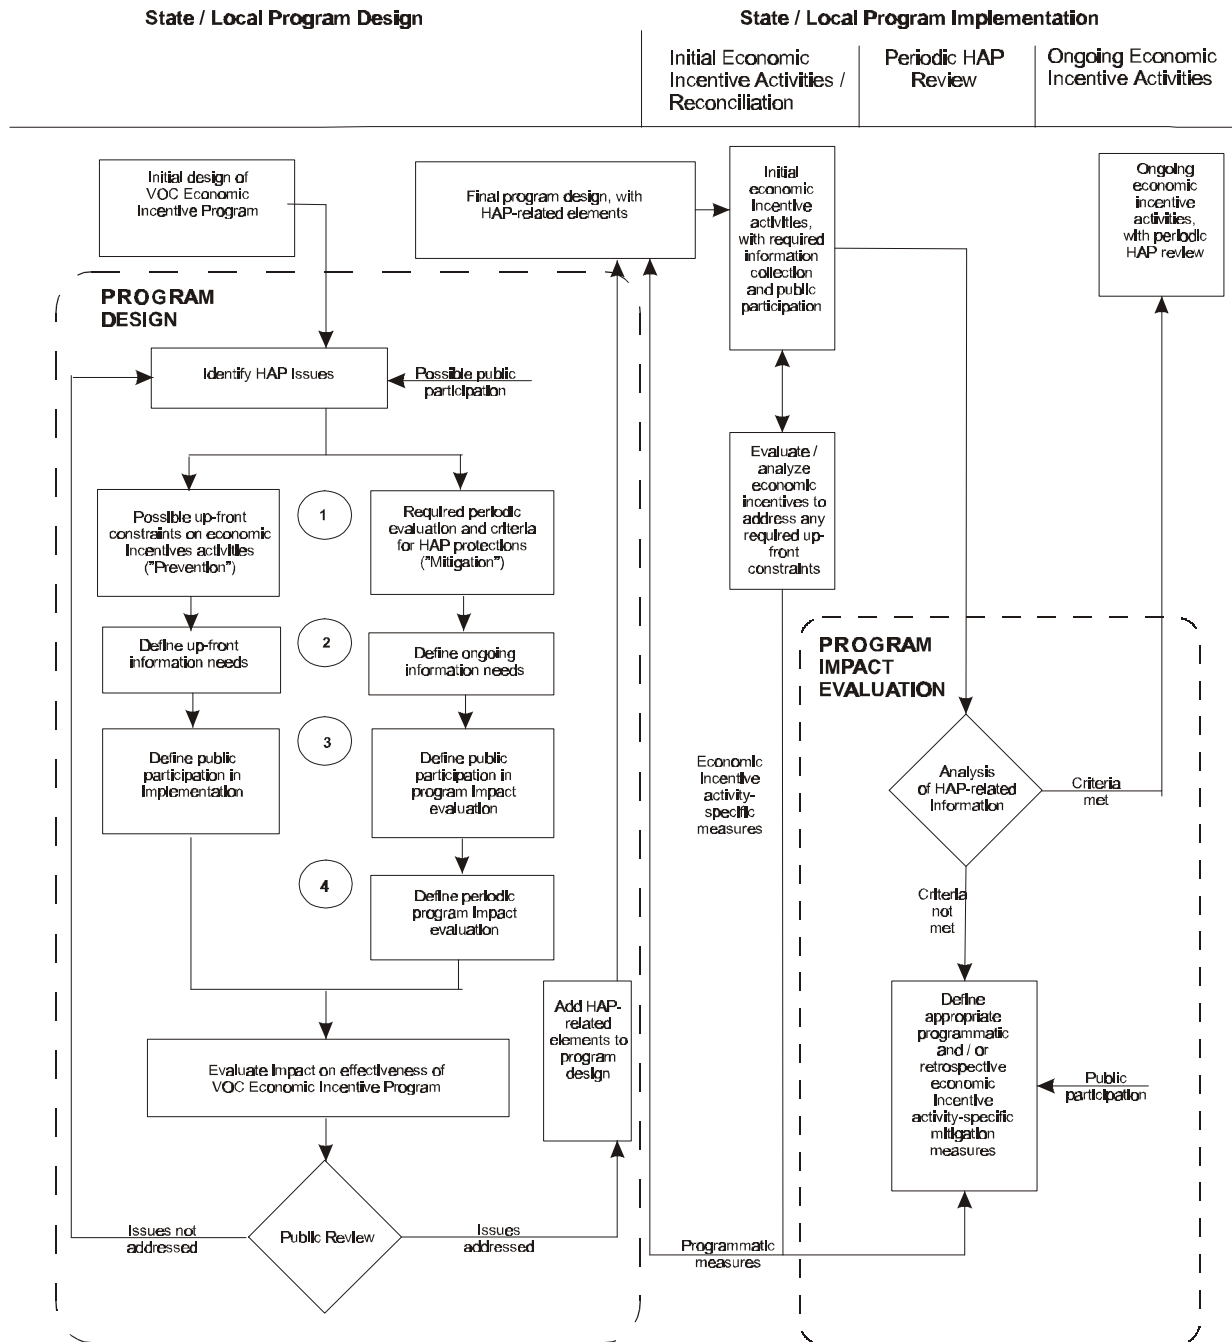 State / Local Program Design
State / Local Program Implementation
Initial Economic
Incentive Activities /
Reconciliation
Periodic HAP
Review
Ongoing Economic
Incentive Activities
Initial design of
VOC Economic
Incentive Program
Final program design, with
HAP-related elements
Initial
economic
incentive
activities,
with required
information
collection
and public
participation
Ongoing
economic
incentive
activities,
with periodic
HAP review
PROGRAM
DESIGN
Identify HAP Issues
Possible public
participation
Possible up-front
constraints on economic
incentives activities
("Prevention")
1
Required periodic
evaluation and criteria
for HAP protections
("Mitigation")
Evaluate /
analyze
economic
incentives to
address any
required up-
front
constraints
Define up-front
information needs
2
Define ongoing
information needs
PROGRAM
IMPACT
EVALUATION
Define public
participation in
implementation
3
Define public
participation in
program impact
evaluation
Economic
incentive
activity-
specific
measures
Analysis
of HAP-related
information
Criteria
met
4
Define periodic
program impact
evaluation
Criteria
not
met
Add HAP-
related
elements to
program
design
Define
appropriate
programmatic
and / or
retrospective
economic
incentive
activity-specific
mitigation
measures
Public
participation
Evaluate impact on effectiveness of
VOC Economic Incentive Program
Issues not
addressed
Public Review
Issues
addressed
Programmatic
measures